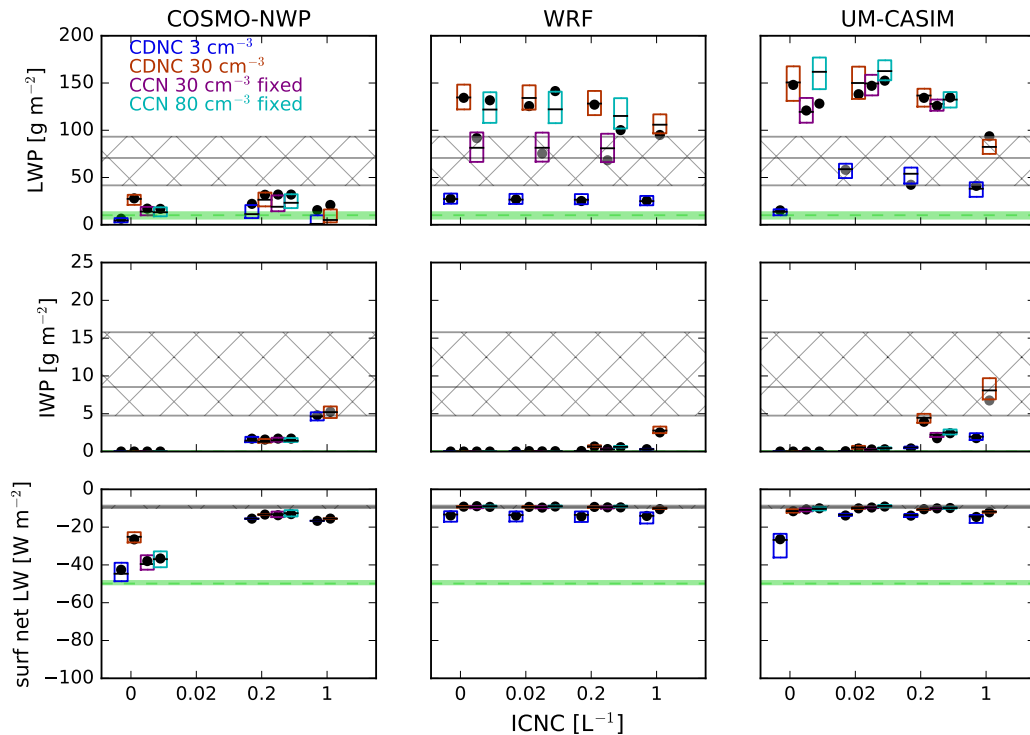 COSMO-NWP WRF UM-CASIM
CDNC 3 cm⁻³
CDNC 30 cm⁻³
CCN 30 cm⁻³ fixed
CCN 80 cm⁻³ fixed
LWP [g m⁻²]
200
150
100
50
0
IWP [g m⁻²]
25
20
15
10
5
0
surf net LW [W m⁻²]
0
−20
−40
−60
−80
−100
0 0.02 0.2 1 0 0.02 0.2 1 0 0.02 0.2 1
ICNC [L⁻¹]